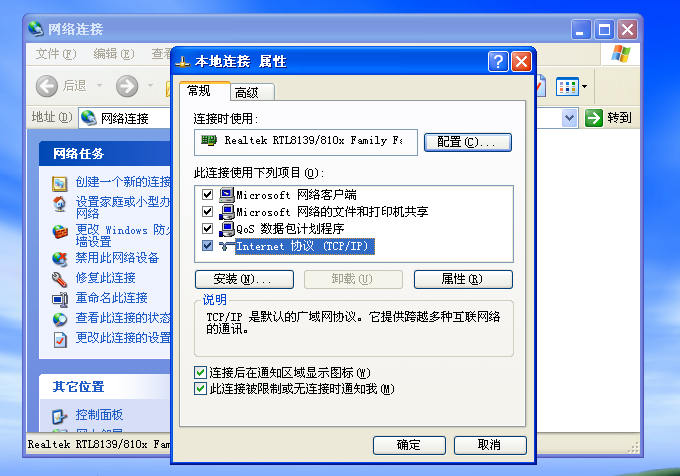 网络连接
文件(F) 编辑(E) 查看
后退
地址(D) 网络连接 转到
网络任务
创建一个新的连接
设置家庭或小型办
网络
更改 Windows 防火
墙设置
禁用此网络设备
修复此连接
重命名此连接
查看此连接的状态
更改此连接的设置
其它位置
控制面板
Realtek RTL8139/810x Fam
本地连接 属性
常规 高级
连接时使用:
Realtek RTL8139/810x Family Fa
配置(C)...
此连接使用下列项目(O):
Microsoft 网络客户端
Microsoft 网络的文件和打印机共享
QoS 数据包计划程序
Internet 协议 (TCP/IP)
安装(N)... 卸载(U) 属性(R)
说明
TCP/IP 是默认的广域网协议。它提供跨越多种互联网络
的通讯。
连接后在通知区域显示图标(W)
此连接被限制或无连接时通知我(M)
确定 取消